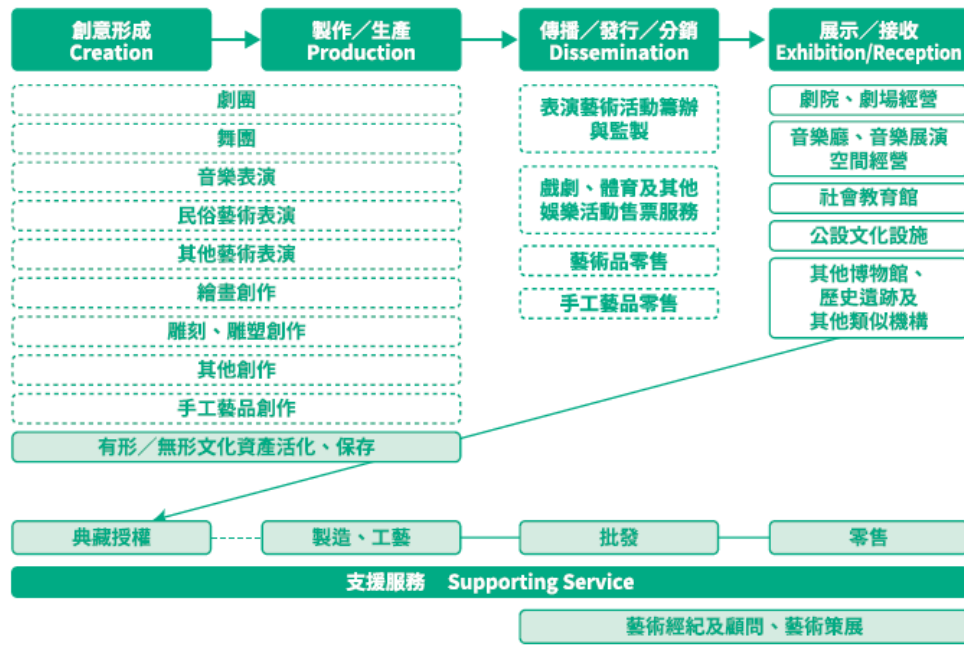 創意形成
Creation
製作／生產
Production
傳播／發行／分銷
Dissemination
展示／接收
Exhibition/Reception
劇團
舞團
音樂表演
民俗藝術表演
其他藝術表演
繪畫創作
雕刻、雕塑創作
其他創作
手工藝品創作
有形／無形文化資產活化、保存
表演藝術活動籌辦
與監製
戲劇、體育及其他
娛樂活動售票服務
藝術品零售
手工藝品零售
劇院、劇場經營
音樂廳、音樂展演
空間經營
社會教育館
公設文化設施
其他博物館、
歷史遺跡及
其他類似機構
典藏授權
製造、工藝
批發
零售
支援服務 Supporting Service
藝術經紀及顧問、藝術策展